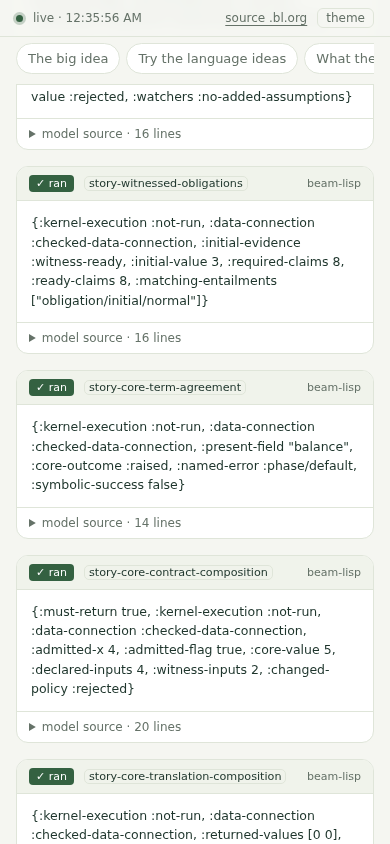 live · 12:35:56 AM
source .bl.org
theme
The big idea
Try the language ideas
What the
value :rejected, :watchers :no-added-assumptions}
▶ model source · 16 lines
✓ ran
story-witnessed-obligations
beam-lisp
{:kernel-execution :not-run, :data-connection
:checked-data-connection, :initial-evidence
:witness-ready, :initial-value 3, :required-claims 8,
:ready-claims 8, :matching-entailments
["obligation/initial/normal"]}
▶ model source · 16 lines
✓ ran
story-core-term-agreement
beam-lisp
{:kernel-execution :not-run, :data-connection
:checked-data-connection, :present-field "balance",
:core-outcome :raised, :named-error :phase/default,
:symbolic-success false}
▶ model source · 14 lines
✓ ran
story-core-contract-composition
beam-lisp
{:must-return true, :kernel-execution :not-run,
:data-connection :checked-data-connection,
:admitted-x 4, :admitted-flag true, :core-value 5,
:declared-inputs 4, :witness-inputs 2, :changed-
policy :rejected}
▶ model source · 20 lines
✓ ran
story-core-translation-composition
beam-lisp
{:kernel-execution :not-run, :data-connection
:checked-data-connection, :returned-values [0 0],